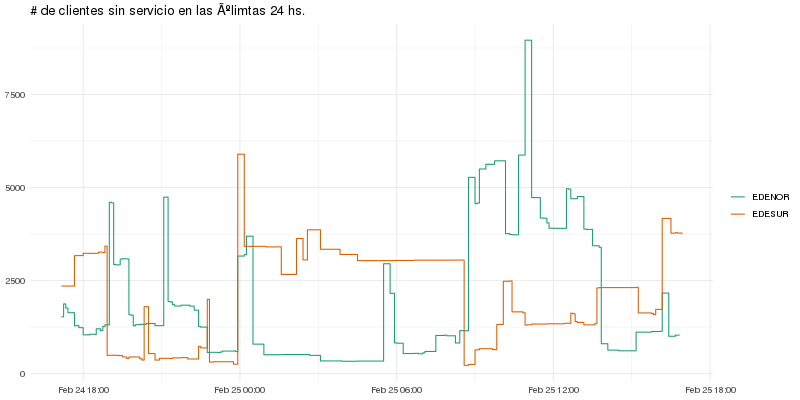 # de clientes sin servicio en las Ãºlimtas 24 hs.
7500
5000
2500
0
Feb 24 18:00
Feb 25 00:00
Feb 25 06:00
Feb 25 12:00
Feb 25 18:00
EDENOR
EDESUR